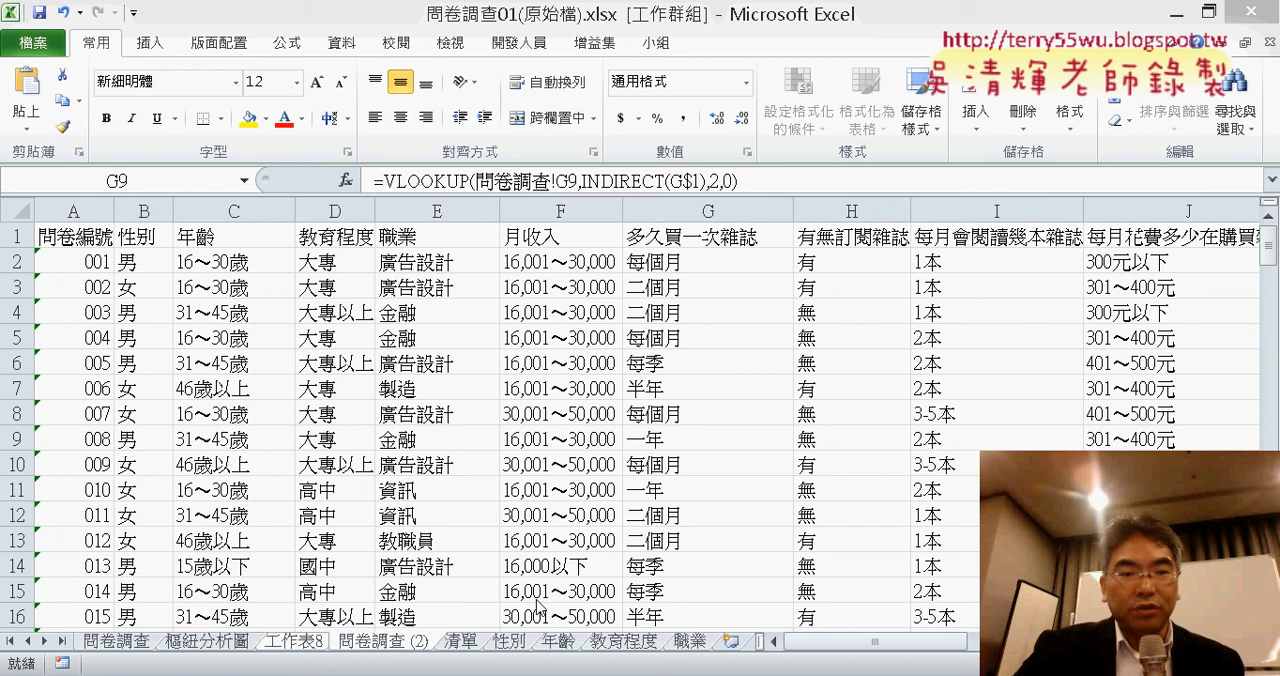 問卷調查01(原始檔).xlsx [工作群組] - Microsoft Excel
檔案 常用 插入 版面配置 公式 資料 校閱 檢視 開發人員 增益集 小組
http://terry55wu.blogspot.tw
吳清輝老師錄製
新細明體 12 自動換列 通用格式
貼上 B I U A 跨欄置中 $ % , 設定格式化的條件 格式化為表格 儲存格樣式 插入 刪除 格式 排序與篩選 尋找與選取
剪貼簿 字型 對齊方式 數值 樣式 儲存格 編輯
G9 fx =VLOOKUP(問卷調查!G9,INDIRECT(G$1),2,0)
A B C D E F G H I J
1 問卷編號 性別 年齡 教育程度 職業 月收入 多久買一次雜誌 有無訂閱雜誌 每月會閱讀幾本雜誌 每月花費多少在購買
2 001 男 16～30歲 大專 廣告設計 16,001～30,000 每個月 有 1本 300元以下
3 002 女 16～30歲 大專 廣告設計 16,001～30,000 二個月 有 1本 301～400元
4 003 男 31～45歲 大專以上 金融 16,001～30,000 二個月 無 1本 300元以下
5 004 男 16～30歲 大專 金融 16,001～30,000 每個月 無 2本 301～400元
6 005 男 31～45歲 大專以上 廣告設計 16,001～30,000 每季 無 2本 401～500元
7 006 女 46歲以上 大專 製造 16,001～30,000 半年 有 2本 301～400元
8 007 女 16～30歲 大專 廣告設計 30,001～50,000 每個月 無 3-5本 401～500元
9 008 男 31～45歲 大專 金融 16,001～30,000 一年 無 2本 301～400元
10 009 女 46歲以上 大專以上 廣告設計 30,001～50,000 每個月 有 3-5本
11 010 女 16～30歲 高中 資訊 16,001～30,000 一年 無 2本
12 011 女 31～45歲 高中 資訊 30,001～50,000 二個月 無 1本
13 012 女 46歲以上 大專 教職員 16,001～30,000 二個月 有 1本
14 013 男 15歲以下 國中 廣告設計 16,000以下 每季 無 1本
15 014 男 16～30歲 高中 金融 16,001～30,000 每季 無 2本
16 015 男 31～45歲 大專以上 製造 30,001～50,000 半年 有 3-5本
問卷調查 樞紐分析圖 工作表8 問卷調查 (2) 清單 性別 年齡 教育程度 職業
就緒